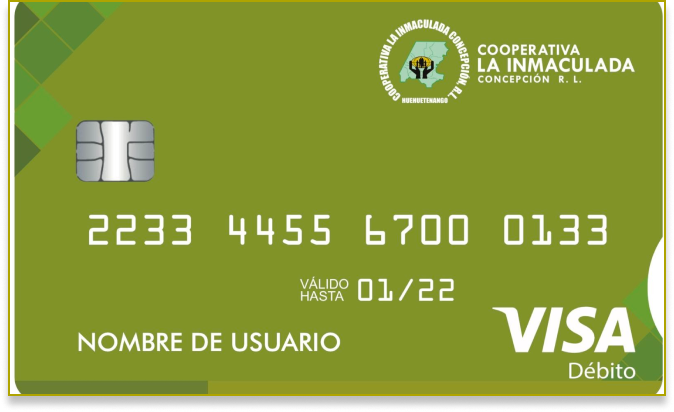 COOPERATIVA LA INMACULADA CONCEPCIÓN, R.L.
HUEHUETENANGO
COOPERATIVA
LA INMACULADA
CONCEPCIÓN R. L.
2233 4455 6700 0133
VÁLIDO
HASTA 01/22
NOMBRE DE USUARIO
VISA
Débito